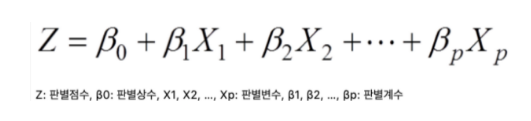 Z = β₀ + β₁X₁ + β₂X₂ + ⋯ + βₚXₚ
Z: 판별점수, β0: 판별상수, X1, X2, ..., Xp: 판별변수, β1, β2, ..., βp: 판별계수